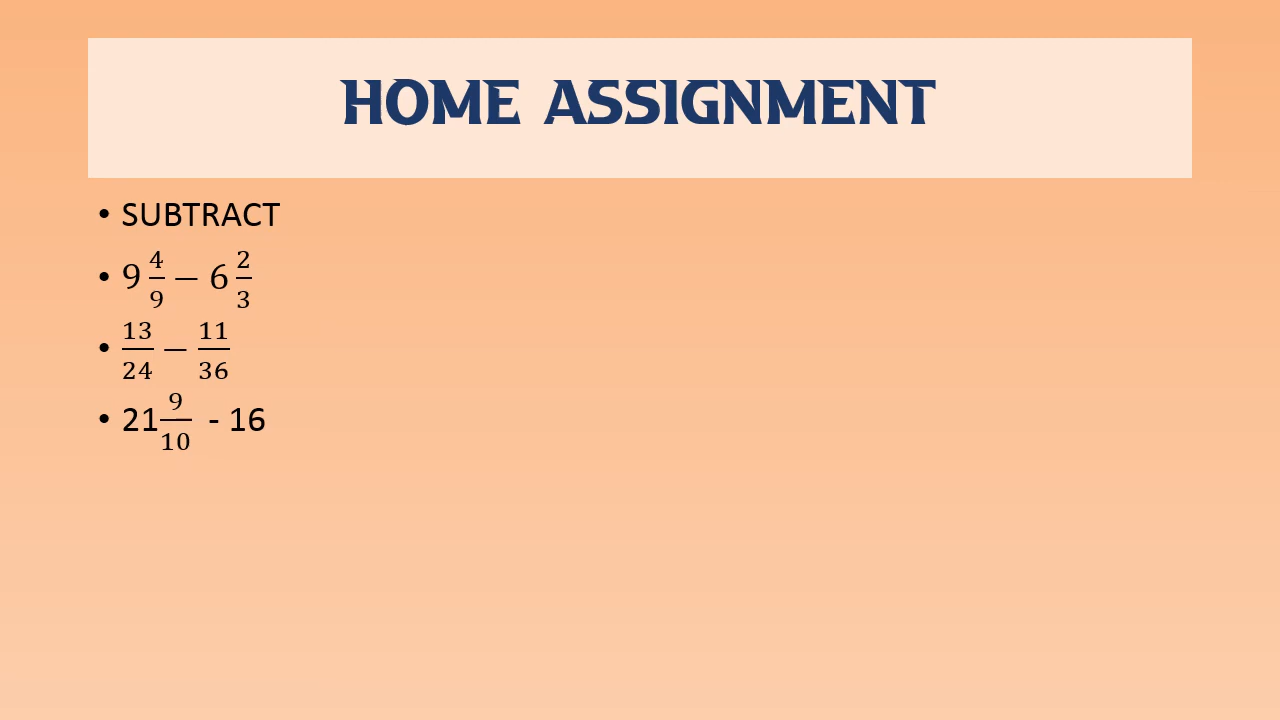 HOME ASSIGNMENT
• SUBTRACT
• 9 4/9 − 6 2/3
• 13/24 − 11/36
• 21 9/10 - 16